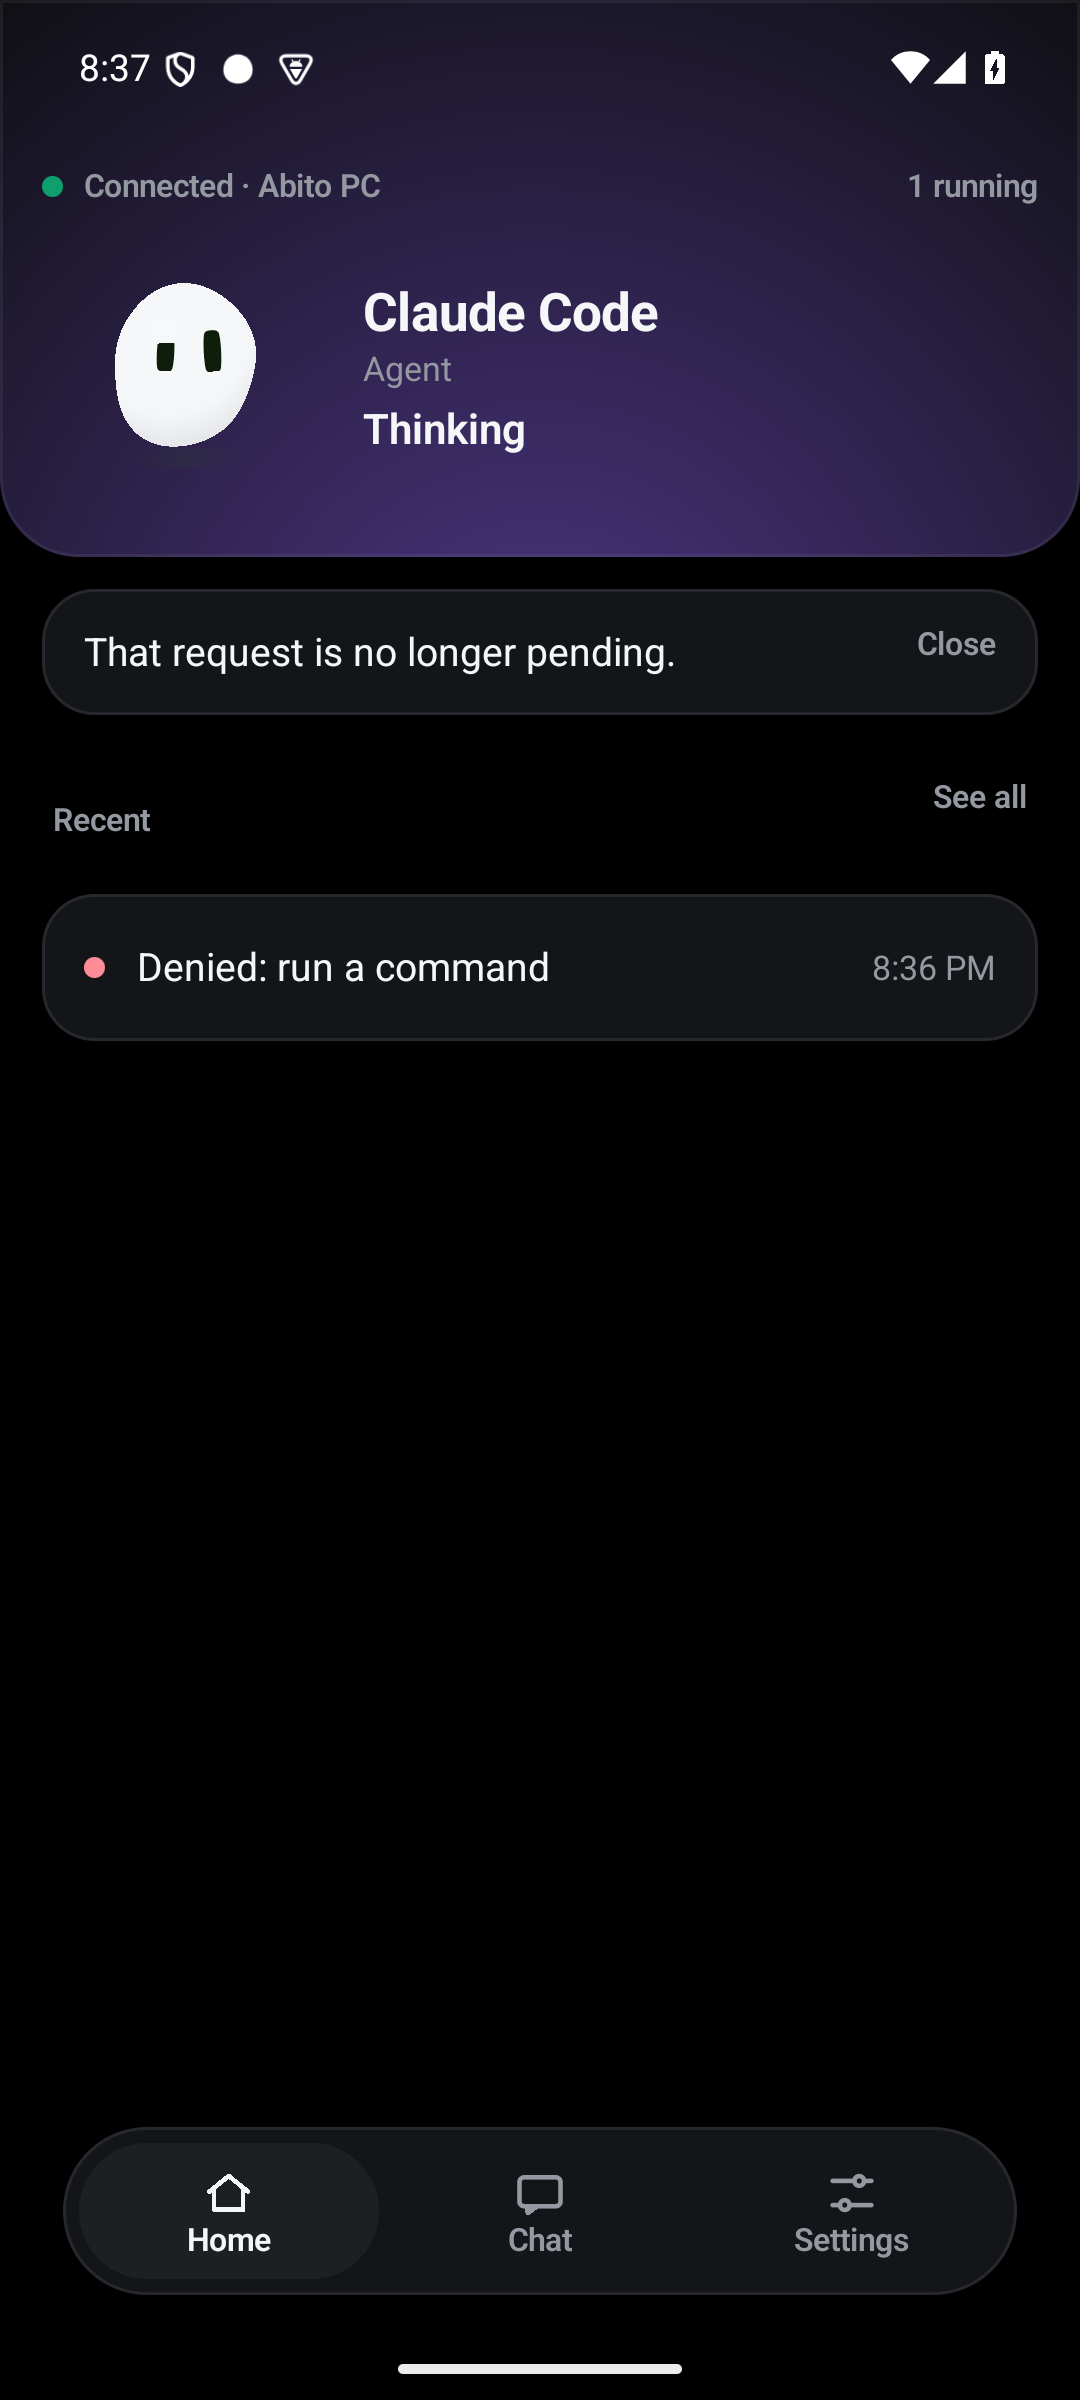 8:37
Connected · Abito PC
1 running
Claude Code
Agent
Thinking
That request is no longer pending.
Close
See all
Recent
Denied: run a command
8:36 PM
Home
Chat
Settings